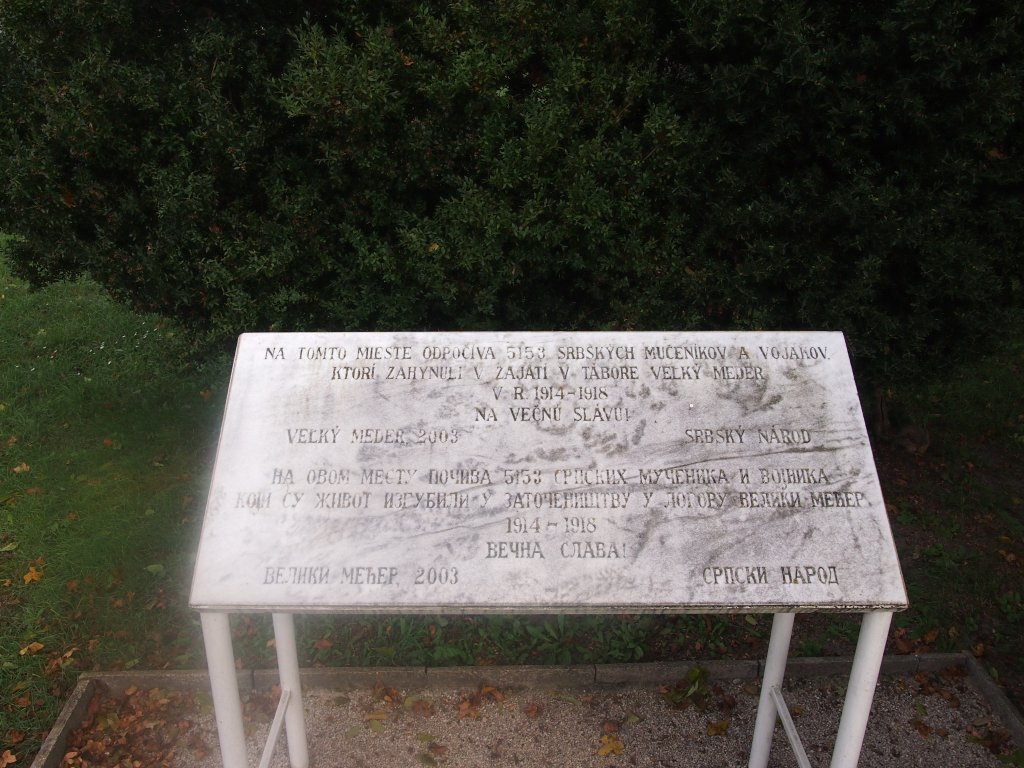 NA TOMTO MIESTE ODPOČÍVA 5153 SRBSKÝCH MUČENÍKOV A VOJAKOV,
KTORÍ ZAHYNULI V ZAJATÍ V TÁBORE VEĽKÝ MEDER
V R. 1914-1918
NA VEČNÚ SLÁVU!
VEĽKÝ MEDER, 2003 SRBSKÝ NÁROD
НА ОВОМ МЕСТУ ПОЧИВА 5153 СРПСКИХ МУЧЕНИКА И ВОЈНИКА
КОЈИ СУ ЖИВОТ ИЗГУБИЛИ У ЗАТОЧЕНИШТВУ У ЛОГОРУ ВЕЛИКИ МЕЂЕР
1914 - 1918
ВЕЧНА СЛАВА!
ВЕЛИКИ МЕЂЕР, 2003 СРПСКИ НАРОД